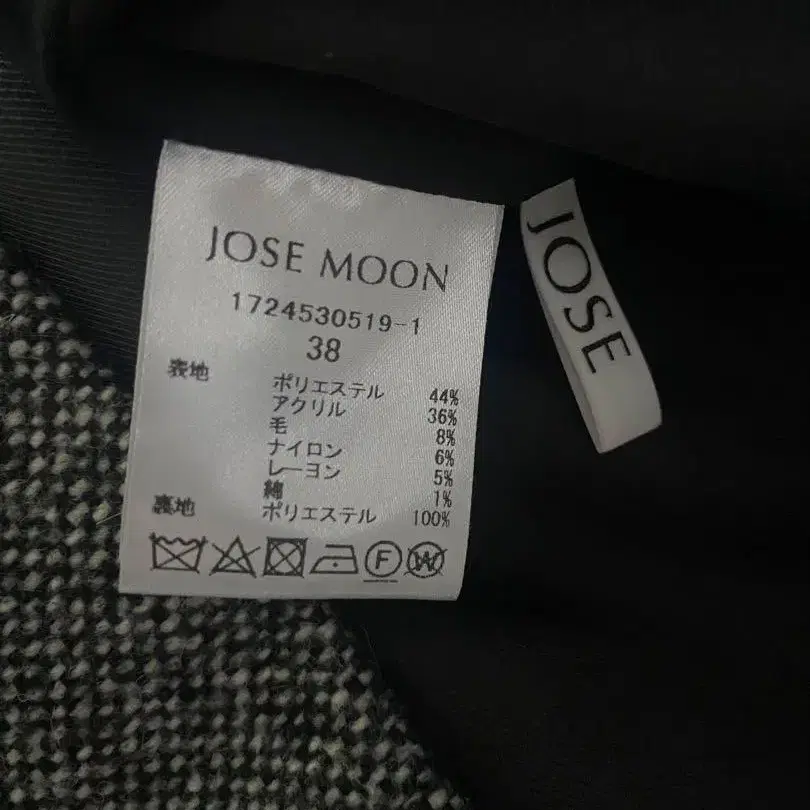 JOSE MOON
1724530519-1
38
表地 ポリエステル 44%
アクリル 36%
毛 8%
ナイロン 6%
レーヨン 5%
綿 1%
裏地 ポリエステル 100%
F W
JOSE